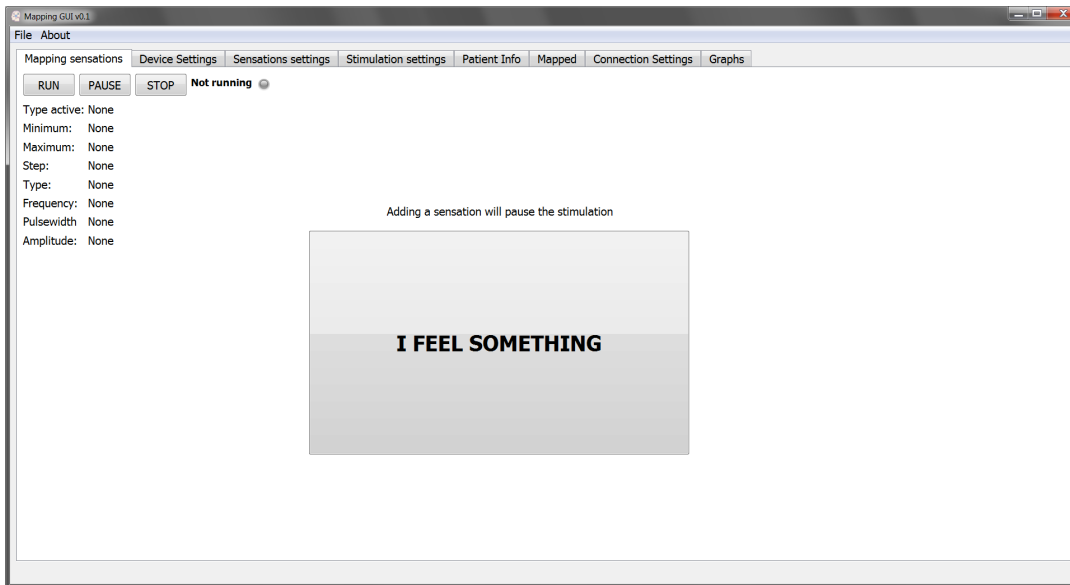 Mapping GUI v0.1
File About
Mapping sensations Device Settings Sensations settings Stimulation settings Patient Info Mapped Connection Settings Graphs
RUN PAUSE STOP Not running
Type active: None
Minimum: None
Maximum: None
Step: None
Type: None
Frequency: None
Pulsewidth None
Amplitude: None
Adding a sensation will pause the stimulation
I FEEL SOMETHING